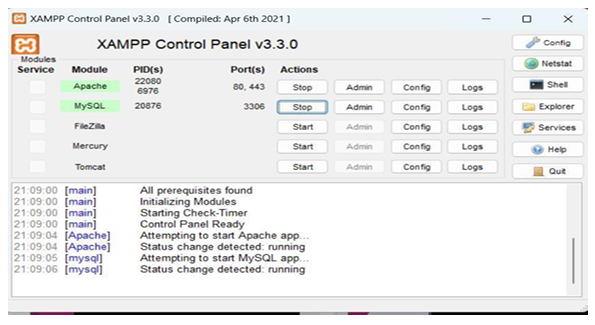 XAMPP Control Panel v3.3.0 [ Compiled: Apr 6th 2021 ]
XAMPP Control Panel v3.3.0
Config
Modules
Service Module PID(s) Port(s) Actions
Netstat
Apache 22080 6976 80, 443 Stop Admin Config Logs
Shell
MySQL 20876 3306 Stop Admin Config Logs
Explorer
FileZilla Start Admin Config Logs
Services
Mercury Start Admin Config Logs
Help
Tomcat Start Admin Config Logs
Quit
21:09:00 [main] All prerequisites found
21:09:00 [main] Initializing Modules
21:09:00 [main] Starting Check-Timer
21:09:00 [main] Control Panel Ready
21:09:04 [Apache] Attempting to start Apache app...
21:09:04 [Apache] Status change detected: running
21:09:05 [mysql] Attempting to start MySQL app...
21:09:06 [mysql] Status change detected: running